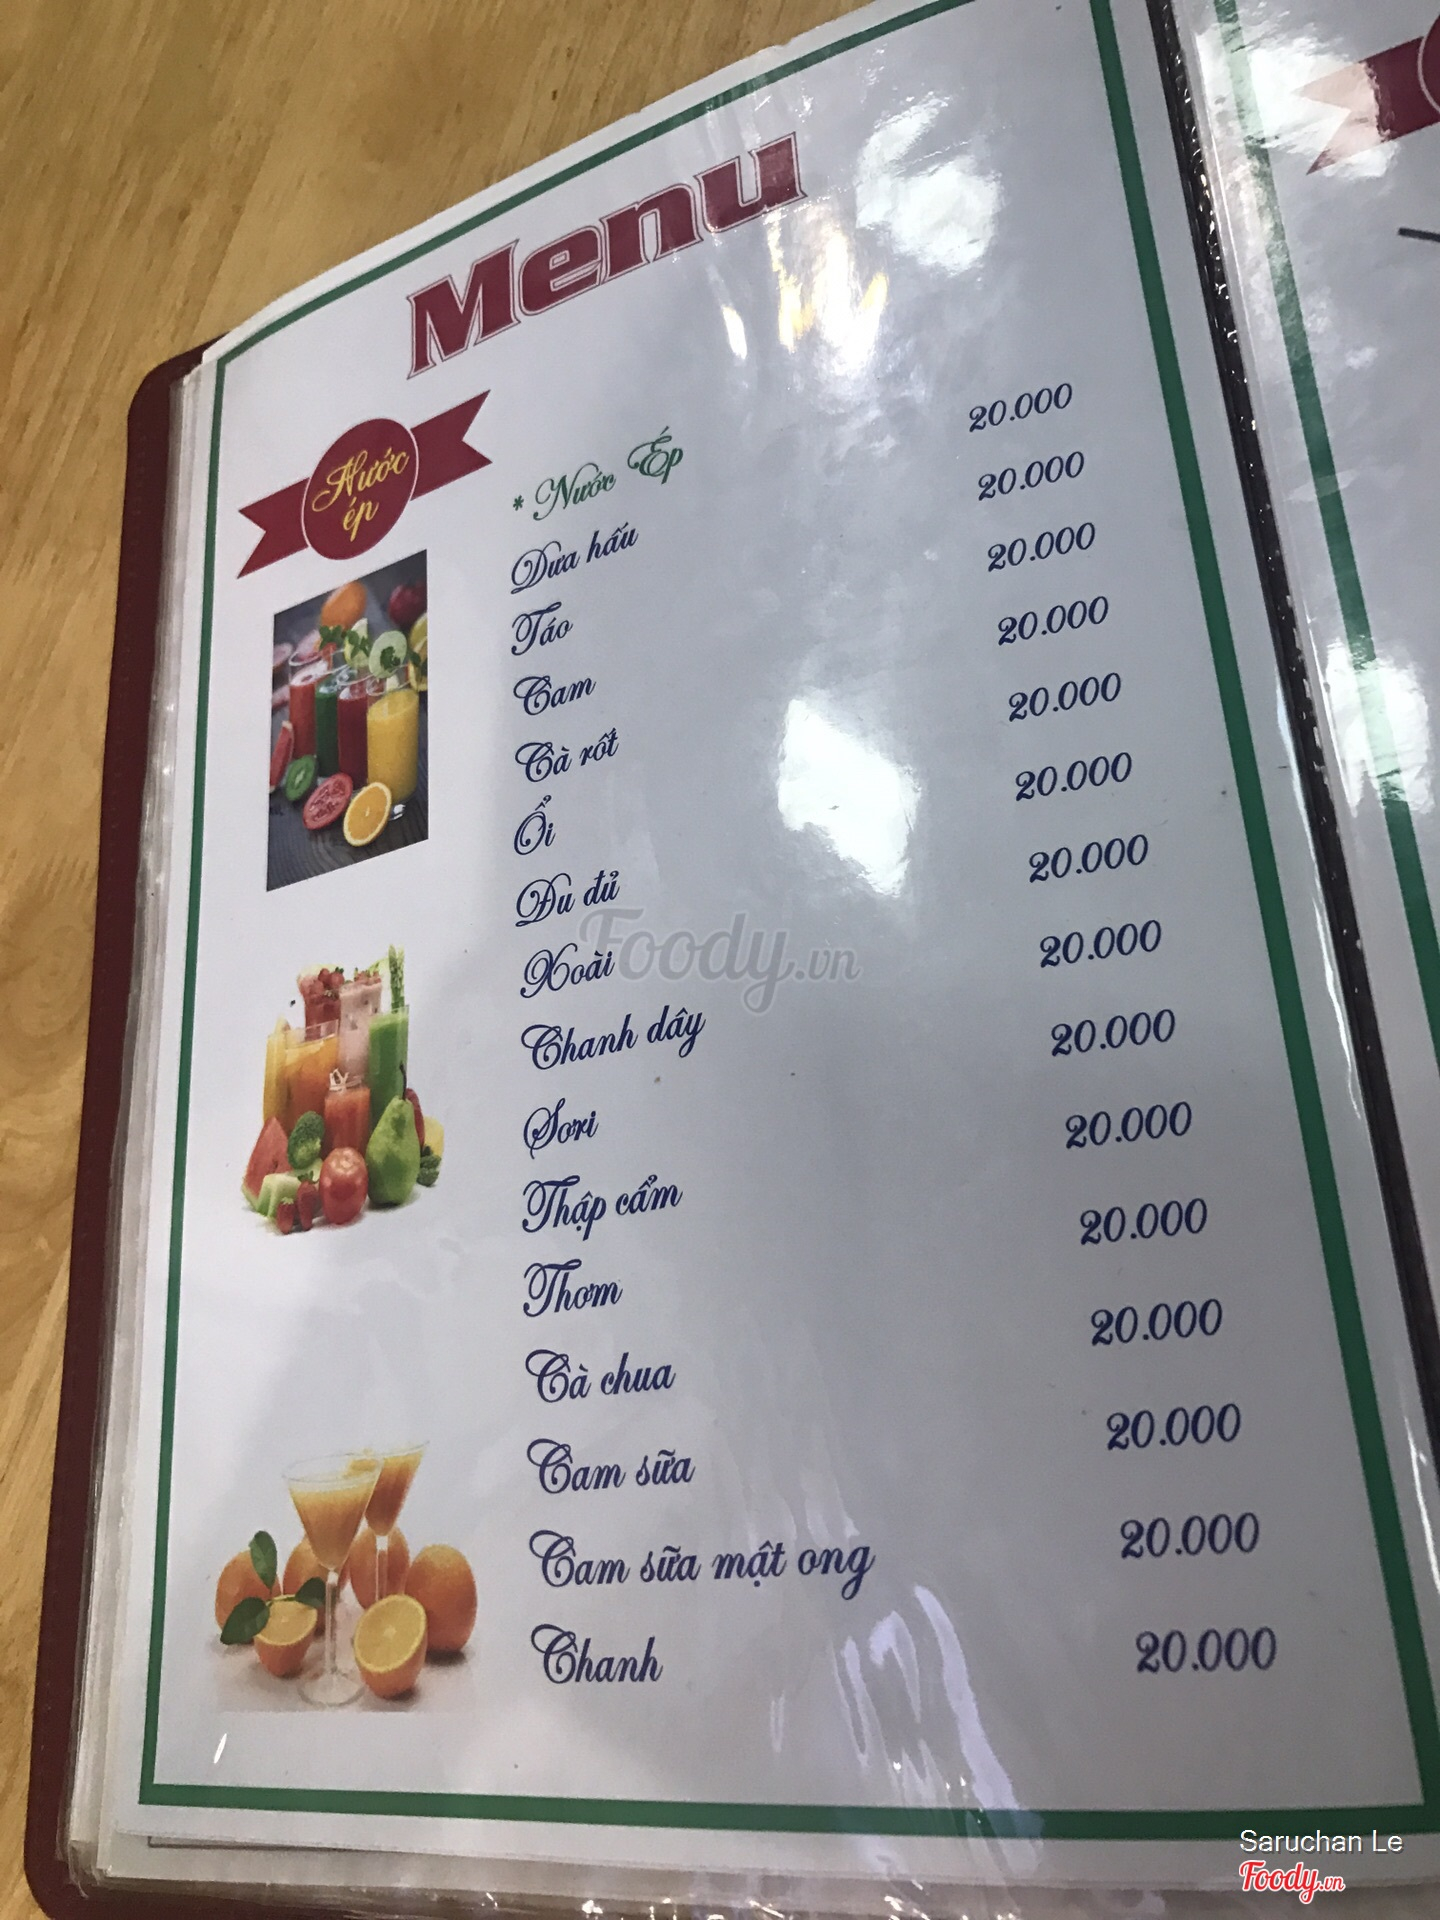 Menu
Nước
ép
* Nước Ép
Dưa hấu 20.000
Táo 20.000
Cam 20.000
Cà rốt 20.000
Ổi 20.000
Đu đủ 20.000
Xoài 20.000
Chanh dây 20.000
Sơri 20.000
Thập cẩm 20.000
Thơm 20.000
Cà chua 20.000
Cam sữa 20.000
Cam sữa mật ong 20.000
Chanh 20.000
Foody.vn
Saruchan Le
Foody.vn